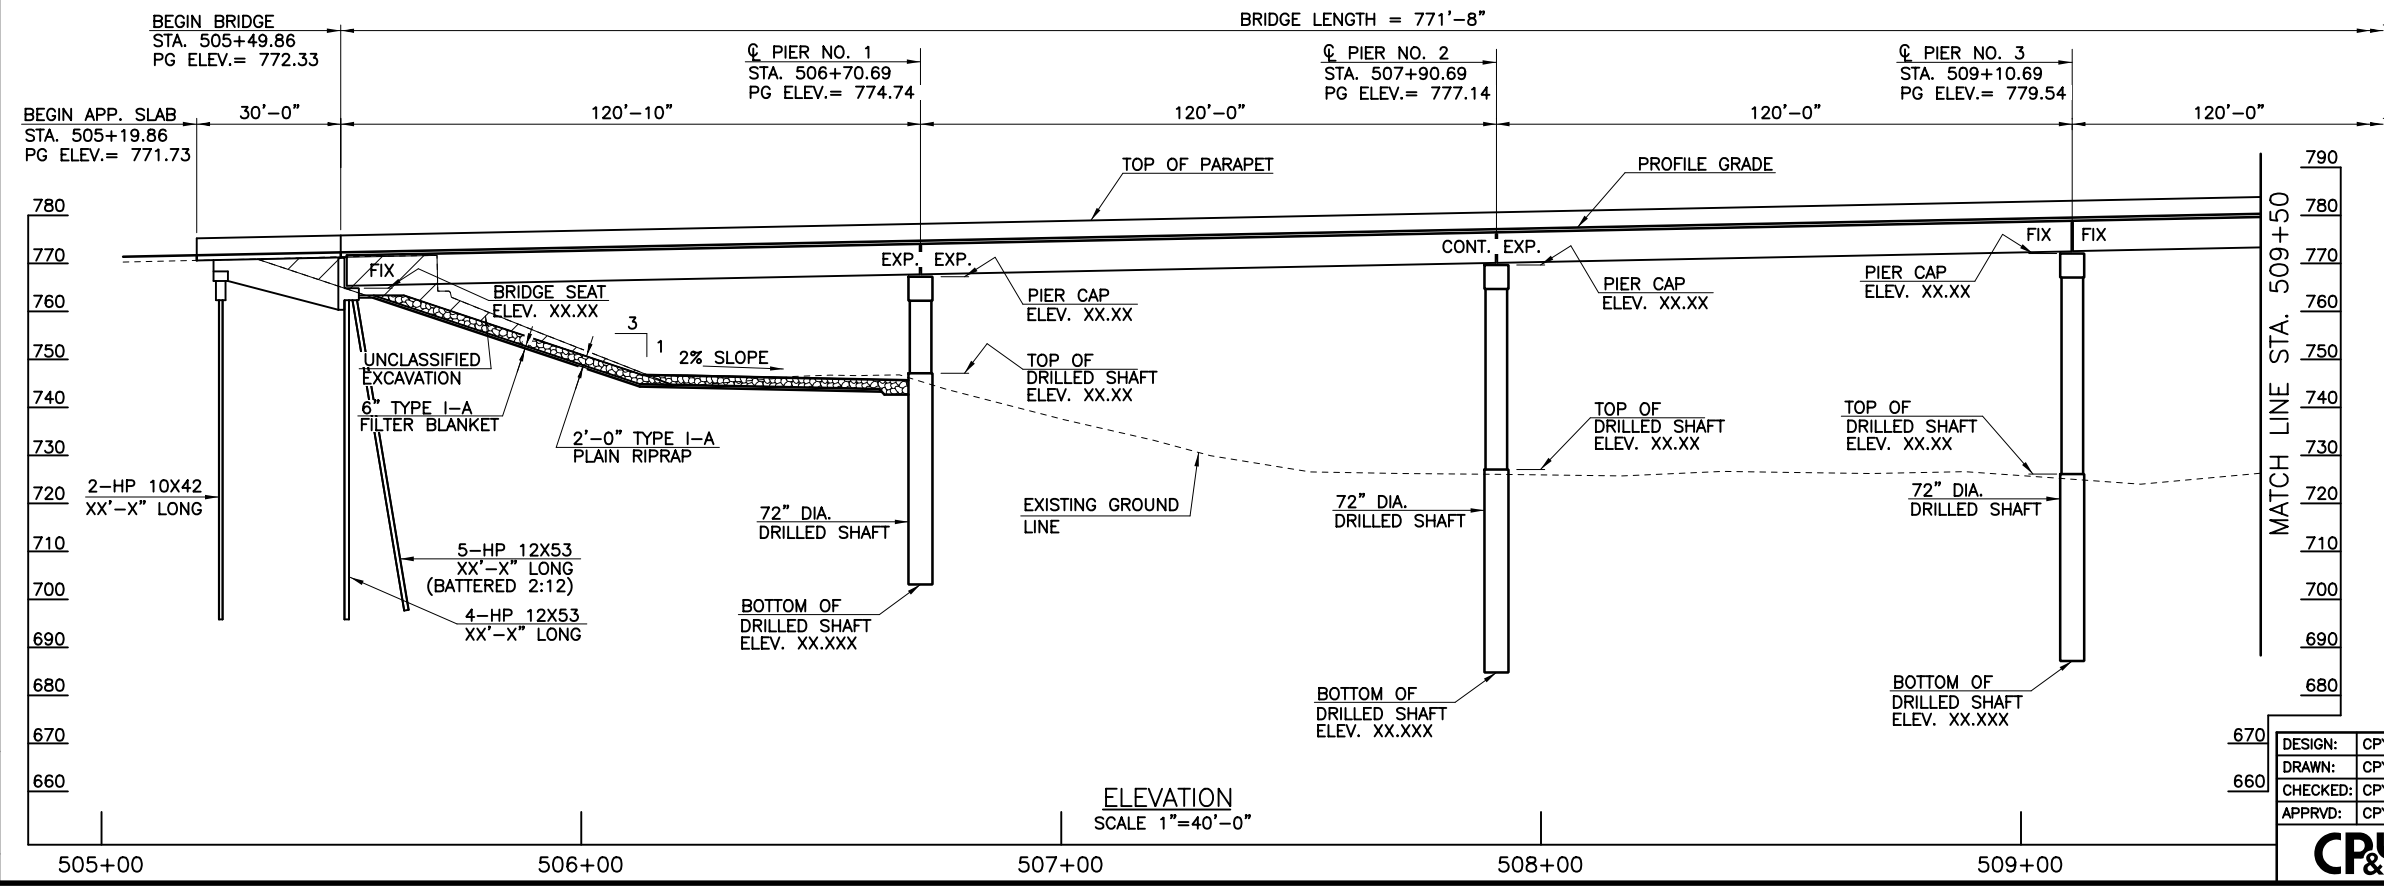 BRIDGE LENGTH = 771'-8"
BEGIN BRIDGE
STA. 505+49.86
PG ELEV.= 772.33
℄ PIER NO. 1
STA. 506+70.69
PG ELEV.= 774.74
℄ PIER NO. 2
STA. 507+90.69
PG ELEV.= 777.14
℄ PIER NO. 3
STA. 509+10.69
PG ELEV.= 779.54
BEGIN APP. SLAB
STA. 505+19.86
PG ELEV.= 771.73
30'-0"
120'-10"
120'-0"
120'-0"
120'-0"
TOP OF PARAPET
PROFILE GRADE
780
770
760
750
740
730
720
710
700
690
680
670
660
FIX
EXP. EXP.
CONT. EXP.
FIX FIX
BRIDGE SEAT
ELEV. XX.XX
PIER CAP
ELEV. XX.XX
PIER CAP
ELEV. XX.XX
PIER CAP
ELEV. XX.XX
3
1
2% SLOPE
UNCLASSIFIED
EXCAVATION
6" TYPE I-A
FILTER BLANKET
2'-0" TYPE I-A
PLAIN RIPRAP
TOP OF
DRILLED SHAFT
ELEV. XX.XX
TOP OF
DRILLED SHAFT
ELEV. XX.XX
TOP OF
DRILLED SHAFT
ELEV. XX.XX
2-HP 10X42
XX'-X" LONG
5-HP 12X53
XX'-X" LONG
(BATTERED 2:12)
4-HP 12X53
XX'-X" LONG
72" DIA.
DRILLED SHAFT
EXISTING GROUND
LINE
72" DIA.
DRILLED SHAFT
72" DIA.
DRILLED SHAFT
BOTTOM OF
DRILLED SHAFT
ELEV. XX.XXX
BOTTOM OF
DRILLED SHAFT
ELEV. XX.XXX
BOTTOM OF
DRILLED SHAFT
ELEV. XX.XXX
MATCH LINE STA. 509+50
790
780
770
760
750
740
730
720
710
700
690
680
670
660
ELEVATION
SCALE 1"=40'-0"
505+00
506+00
507+00
508+00
509+00
DESIGN:
DRAWN:
CHECKED:
APPRVD: